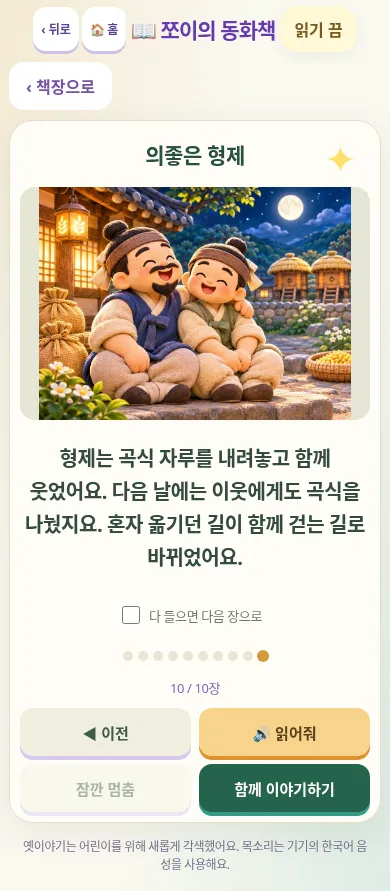 ‹ 뒤로 🏠 홈 📖 쪼이의 동화책 읽기 끔
‹ 책장으로
의좋은 형제
형제는 곡식 자루를 내려놓고 함께
웃었어요. 다음 날에는 이웃에게도 곡식을
나눴지요. 혼자 옮기던 길이 함께 걷는 길로
바뀌었어요.
다 들으면 다음 장으로
10 / 10장
◀ 이전 🔊 읽어줘
잠깐 멈춤 함께 이야기하기
옛이야기는 어린이를 위해 새롭게 각색했어요. 목소리는 기기의 한국어 음
성을 사용해요.